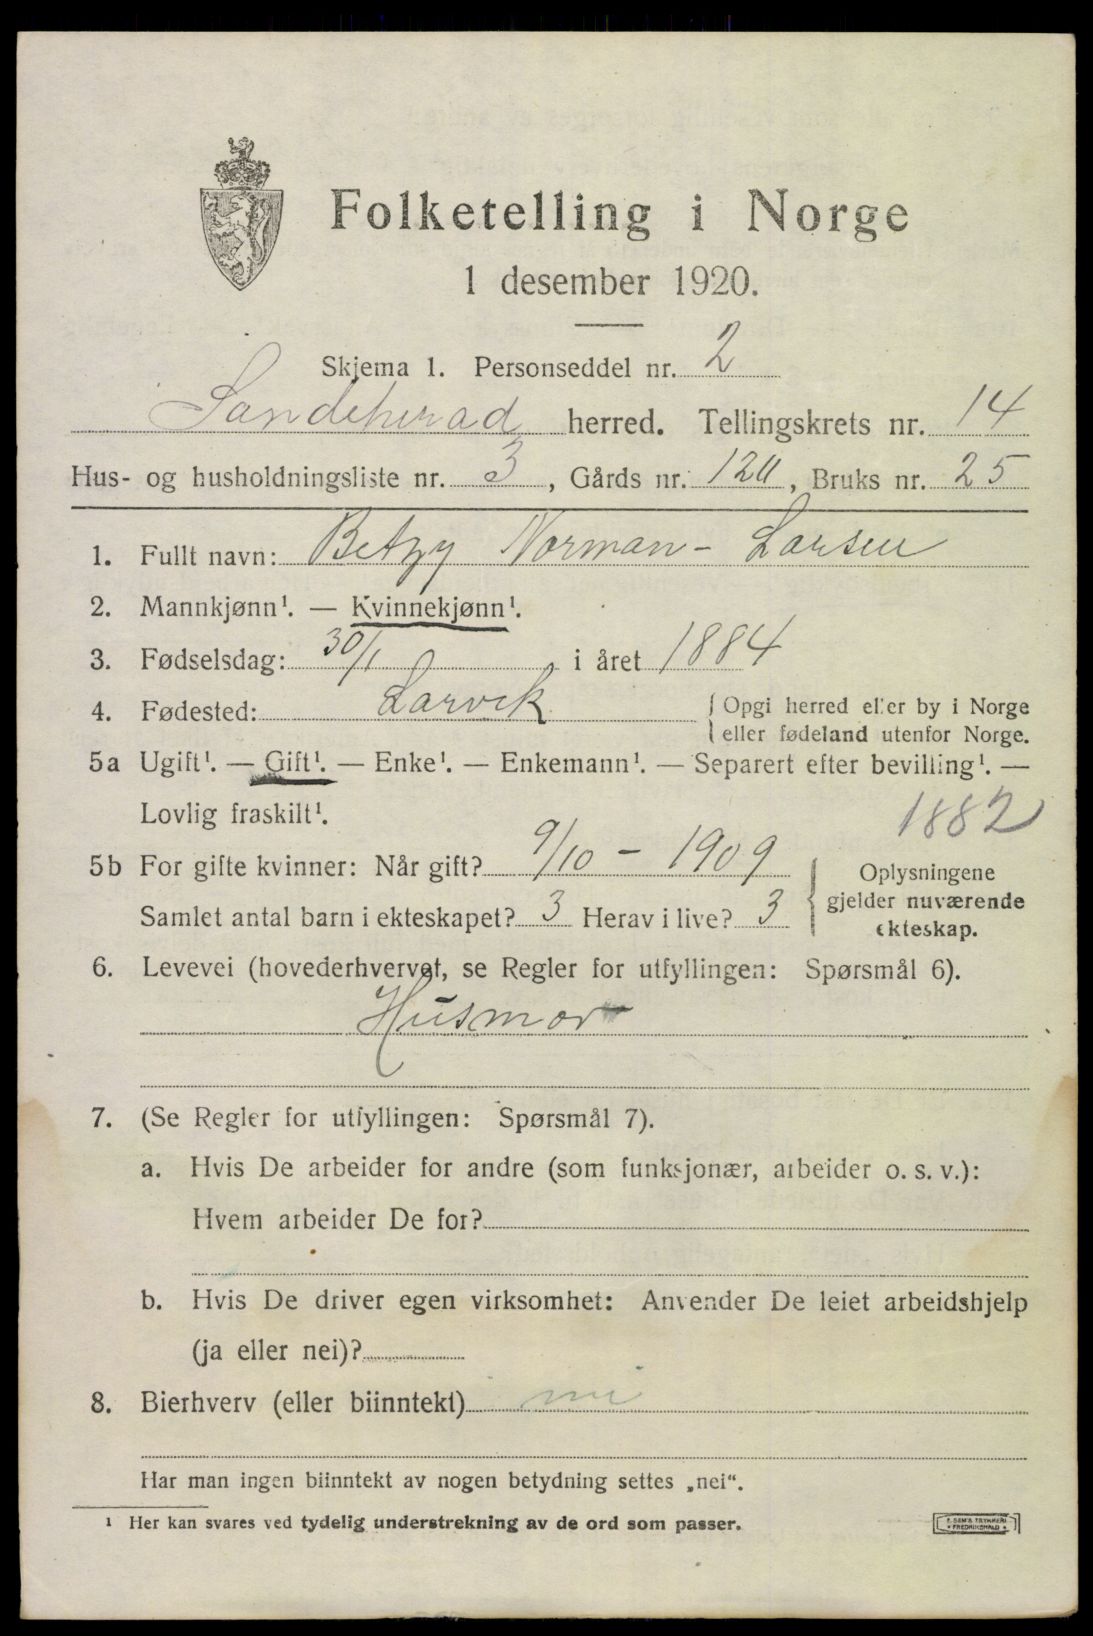 Folketelling i Norge
1 desember 1920.
Skjema 1. Personseddel nr. 2
Sandeherad herred. Tellingskrets nr. 14
Hus- og husholdningsliste nr. 3, Gårds nr. 120, Bruks nr. 25
1. Fullt navn: Betzy Norman-Larsen
2. Mannkjønn¹. — Kvinnekjønn¹.
3. Fødselsdag: 30/1 i året 1884
4. Fødested: Larvik { Opgi herred eller by i Norge
eller fødeland utenfor Norge.
5a Ugift¹. — Gift¹. — Enke¹. — Enkemann¹. — Separert efter bevilling¹. —
Lovlig fraskilt¹.
1882
5b For gifte kvinner: Når gift? 9/10 - 1909
Samlet antal barn i ekteskapet? 3 Herav i live? 3
Oplysningene
gjelder nuværende
ekteskap.
6. Levevei (hovederhvervet, se Regler for utfyllingen: Spørsmål 6).
Husmor
7. (Se Regler for utfyllingen: Spørsmål 7).
a. Hvis De arbeider for andre (som funksjonær, arbeider o. s. v.):
Hvem arbeider De for?
b. Hvis De driver egen virksomhet: Anvender De leiet arbeidshjelp
(ja eller nei)?
8. Bierhverv (eller biinntekt) nei
Har man ingen biinntekt av nogen betydning settes „nei“.
¹ Her kan svares ved tydelig understrekning av de ord som passer.
E. SEM'S TRYKKERI
FREDRIKSHALD